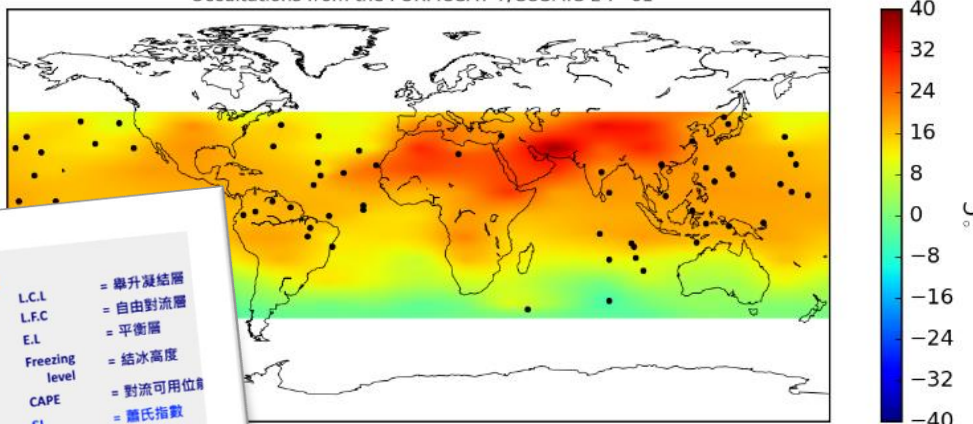 40
32
24
16
8
0
−8
−16
−24
−32
−40
°C
L.C.L = 舉升凝結層
L.F.C = 自由對流層
E.L = 平衡層
Freezing level = 結冰高度
CAPE = 對流可用位能
= 蕭氏指數